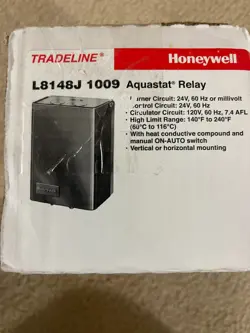 TRADELINE®
Honeywell
L8148J 1009 Aquastat® Relay
Circuit: 24V, 60 Hz or millivolt
Control Circuit: 24V, 60 Hz
• Circulator Circuit: 120V, 60 Hz, 7.4 AFL
• High Limit Range: 140°F to 240°F
(60°C to 116°C)
• With heat conductive compound and
manual ON-AUTO switch
• Vertical or horizontal mounting